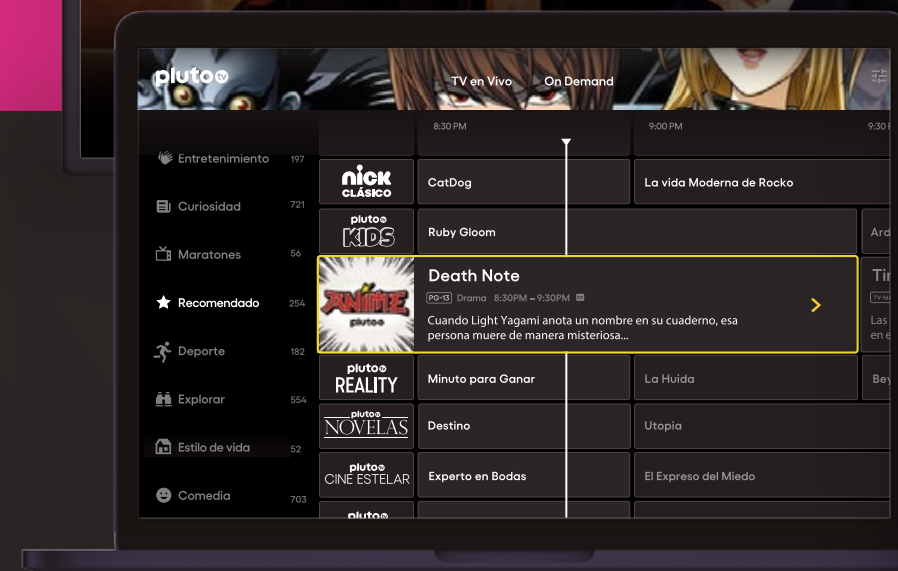 pluto tv
TV en Vivo On Demand
8:30 PM 9:00 PM 9:30
Entretenimiento 197
Curiosidad 721
Maratones 56
Recomendado 254
Deporte 182
Explorar 554
Estilo de vida 52
Comedia 703
nick
CLÁSICO
CatDog
La vida Moderna de Rocko
pluto tv
KIDS
Ruby Gloom
Ard
ANiME
pluto tv
Death Note
PG-13 Drama 8:30PM – 9:30PM
Cuando Light Yagami anota un nombre en su cuaderno, esa
persona muere de manera misteriosa...
TV-M
Las
en e
pluto tv
REALITY
Minuto para Ganar
La Huida
Bey
pluto tv
NOVELAS
Destino
Utopia
pluto tv
CINE ESTELAR
Experto en Bodas
El Expreso del Miedo
pluto tv